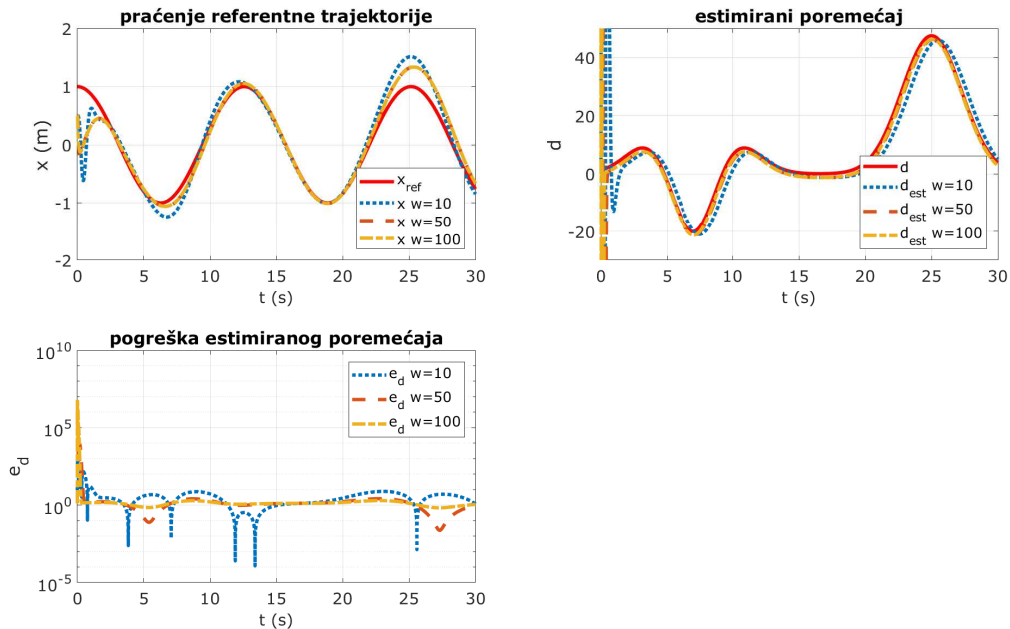 praćenje referentne trajektorije
2
1
0
-1
-2
x (m)
0 5 10 15 20 25 30
t (s)
x_ref
x w=10
x w=50
x w=100
estimirani poremećaj
40
20
0
-20
d
0 5 10 15 20 25 30
t (s)
d
d_est w=10
d_est w=50
d_est w=100
pogreška estimiranog poremećaja
10^10
10^5
10^0
10^-5
e_d
0 5 10 15 20 25 30
t (s)
e_d w=10
e_d w=50
e_d w=100